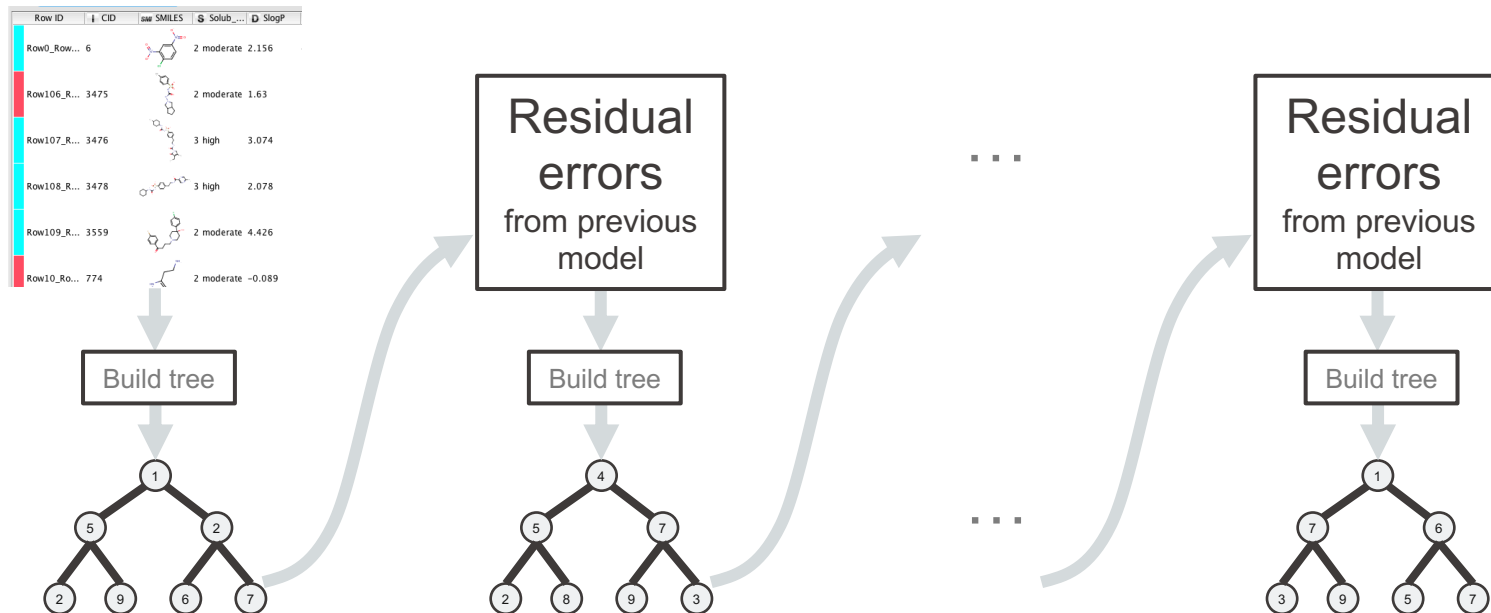 Row ID CID SMILES S Solub_... D SlogP
Row0_Row... 6 2 moderate 2.156
Row106_R... 3475 2 moderate 1.63
Row107_R... 3476 3 high 3.074
Row108_R... 3478 3 high 2.078
Row109_R... 3559 2 moderate 4.426
Row10_Ro... 774 2 moderate -0.089
Residual
errors
from previous
model
...
Residual
errors
from previous
model
Build tree
Build tree
Build tree
1
5 2
2 9 6 7
4
5 7
2 8 9 3
...
1
7 6
3 9 5 7